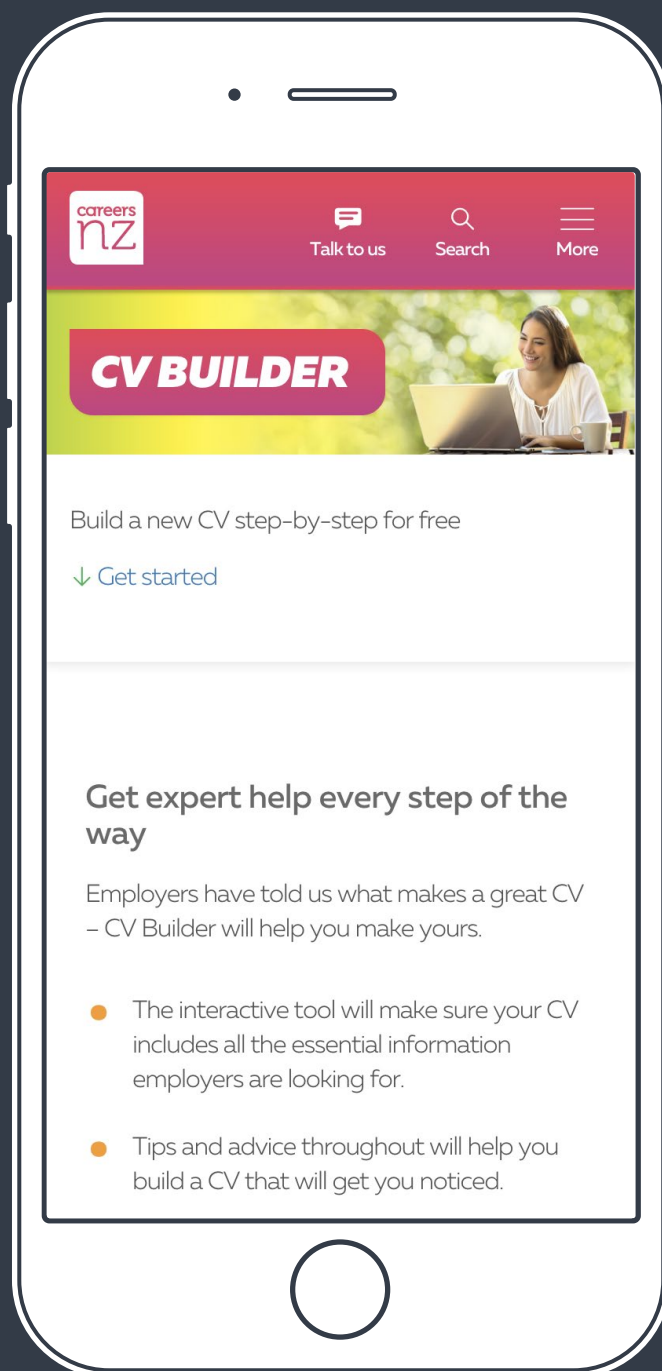 careers
nz
Talk to us
Search
More
CV BUILDER
Build a new CV step-by-step for free
↓ Get started
Get expert help every step of the
way
Employers have told us what makes a great CV
– CV Builder will help you make yours.
The interactive tool will make sure your CV
includes all the essential information
employers are looking for.
Tips and advice throughout will help you
build a CV that will get you noticed.